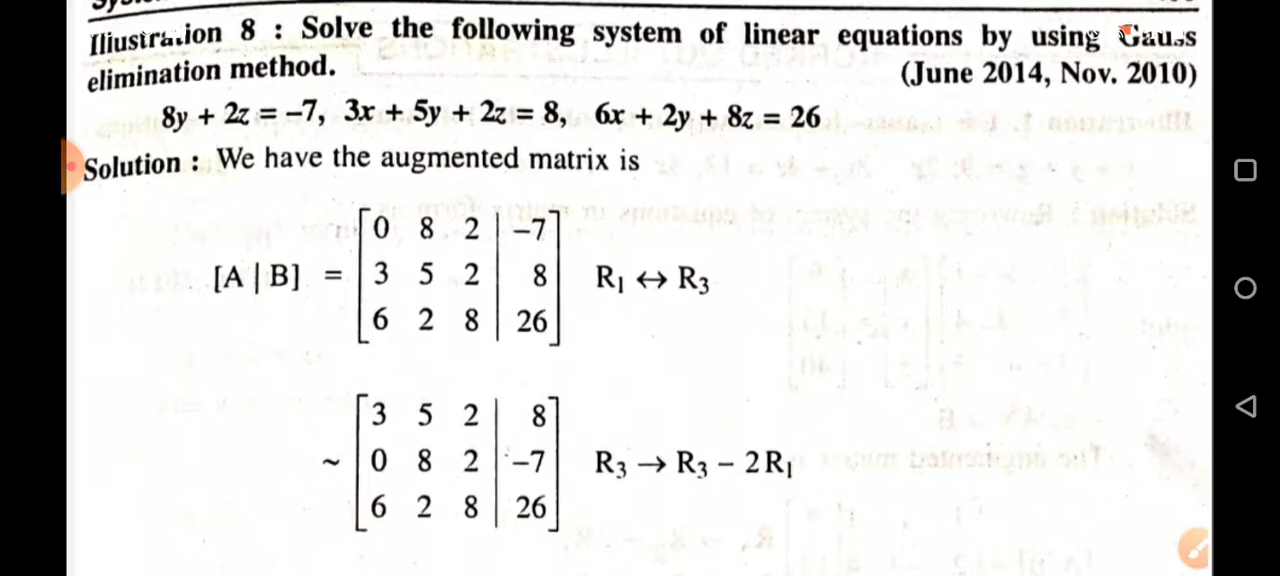 Illustration 8 : Solve the following system of linear equations by using Gauss
elimination method. (June 2014, Nov. 2010)
8y + 2z = –7, 3x + 5y + 2z = 8, 6x + 2y + 8z = 26
Solution : We have the augmented matrix is
0 8 2 | –7
[A | B] = 3 5 2 | 8 R₁ ↔ R₃
6 2 8 | 26
3 5 2 | 8
~ 0 8 2 | –7 R₃ → R₃ – 2R₁
6 2 8 | 26